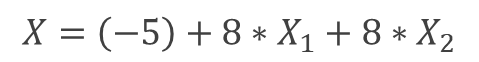 X = (−5) + 8 ∗ X₁ + 8 ∗ X₂